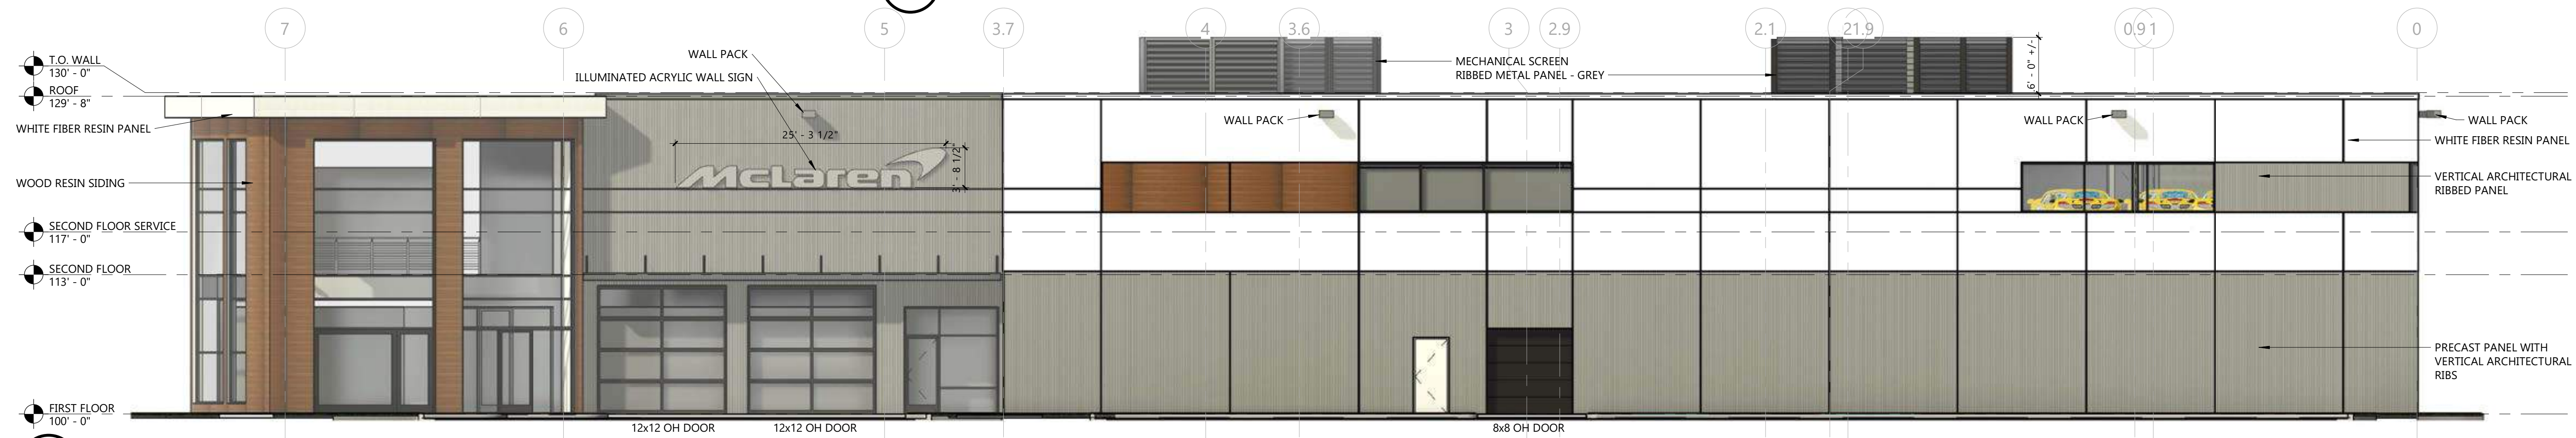 7
6
5
3.7
4
3.6
3
2.9
2.1
2
1.9
0.9
1
0
T.O. WALL
130' - 0"
ROOF
129' - 8"
WHITE FIBER RESIN PANEL
WOOD RESIN SIDING
SECOND FLOOR SERVICE
117' - 0"
SECOND FLOOR
113' - 0"
FIRST FLOOR
100' - 0"
WALL PACK
ILLUMINATED ACRYLIC WALL SIGN
25' - 3 1/2"
3' - 8 1/2"
McLaren
MECHANICAL SCREEN
RIBBED METAL PANEL - GREY
6' - 0" +/-
WALL PACK
WALL PACK
WALL PACK
WHITE FIBER RESIN PANEL
VERTICAL ARCHITECTURAL
RIBBED PANEL
PRECAST PANEL WITH
VERTICAL ARCHITECTURAL
RIBS
12x12 OH DOOR
12x12 OH DOOR
8x8 OH DOOR